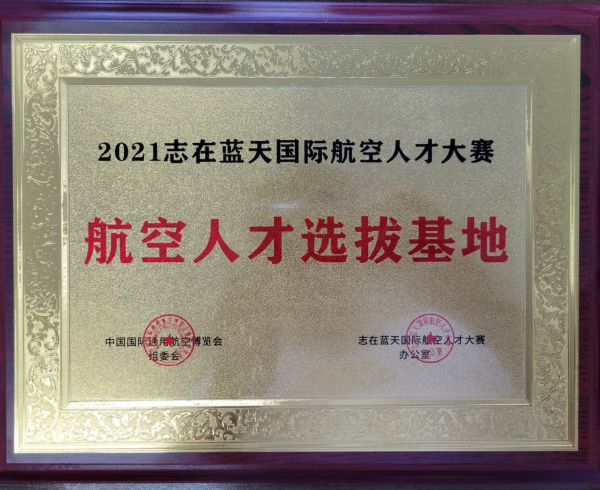 2021志在蓝天国际航空人才大赛
航空人才选拔基地
中国国际通用航空博览会
组委会
志在蓝天国际航空人才大赛
办公室